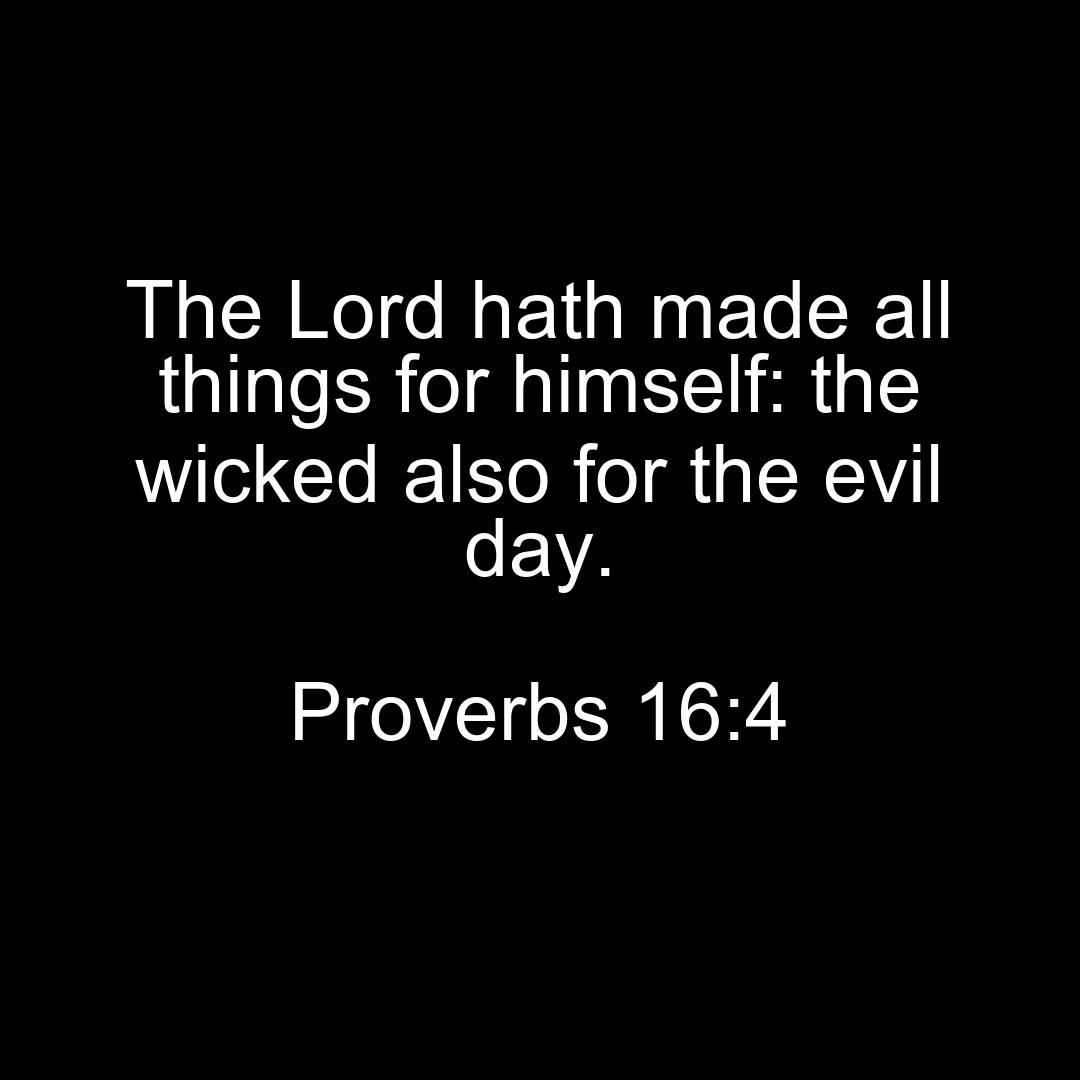 The Lord hath made all
things for himself: the
wicked also for the evil
day.
Proverbs 16:4